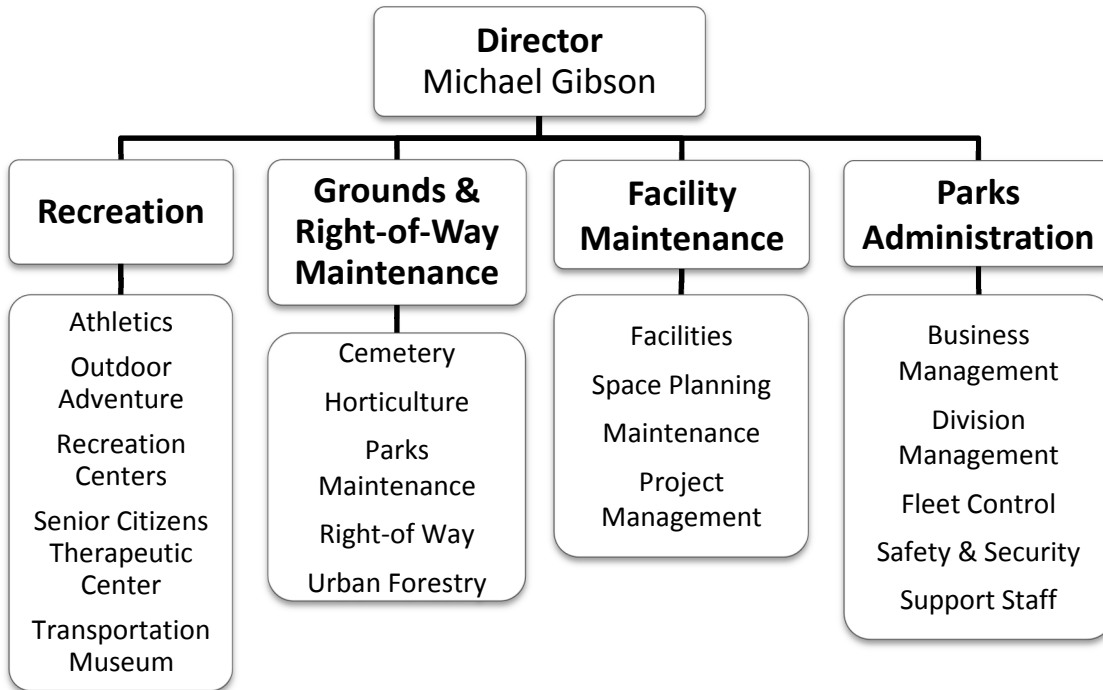 Director
Michael Gibson
Recreation
Athletics
Outdoor
Adventure
Recreation
Centers
Senior Citizens
Therapeutic
Center
Transportation
Museum
Grounds &
Right-of-Way
Maintenance
Cemetery
Horticulture
Parks
Maintenance
Right-of Way
Urban Forestry
Facility
Maintenance
Facilities
Space Planning
Maintenance
Project
Management
Parks
Administration
Business
Management
Division
Management
Fleet Control
Safety & Security
Support Staff